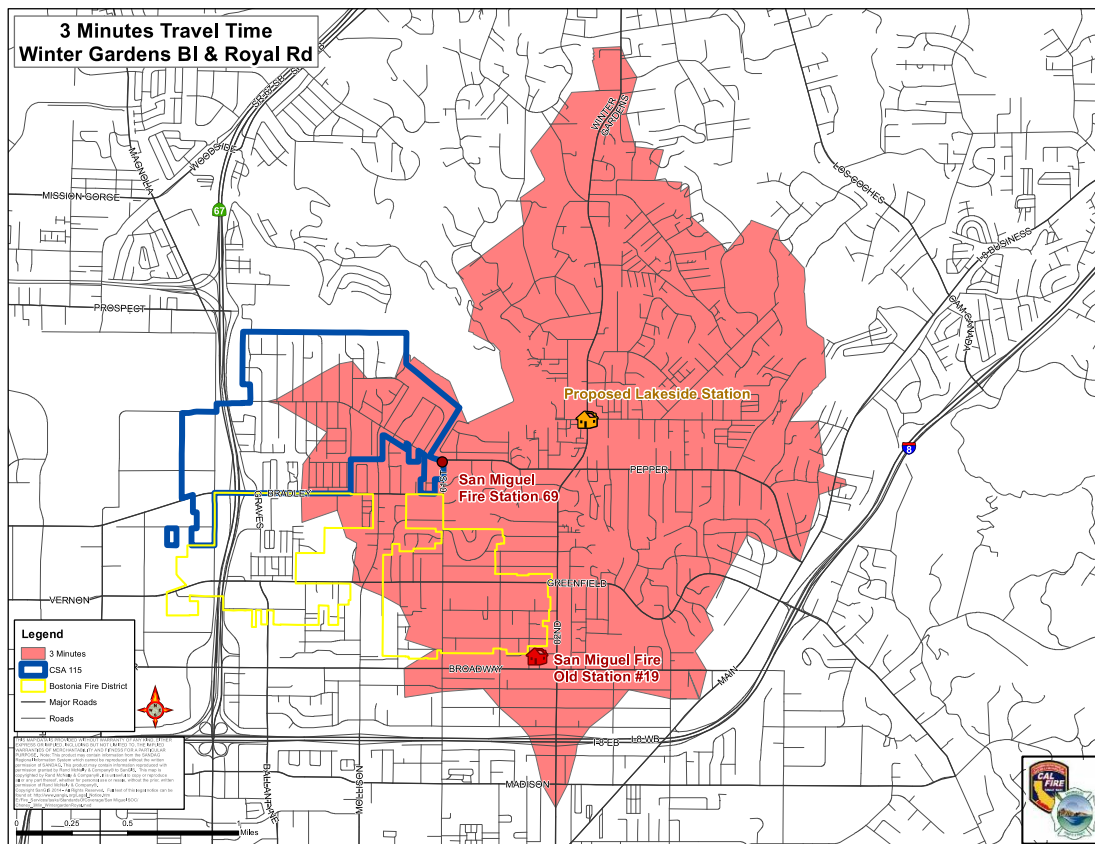 3 Minutes Travel Time
Winter Gardens Bl & Royal Rd
WINTER
GARDENS
WOODSIDE
MAGNOLIA
MISSION GORGE
67
LOS COCHES
I-8 BUSINESS
CAM CANADA
PROSPECT
Proposed Lakeside Station
8
PEPPER
San Miguel
Fire Station 69
BRADLEY
GRAVES
GREENFIELD
VERNON
02ND
San Miguel Fire
Old Station #19
BROADWAY
MAIN
I-8 EB
I-8 WB
MADISON
BALLANTYNE
Legend
3 Minutes
CSA 115
Bostonia Fire District
Major Roads
Roads
0
0.25
0.5
1
Miles
CAL
FIRE